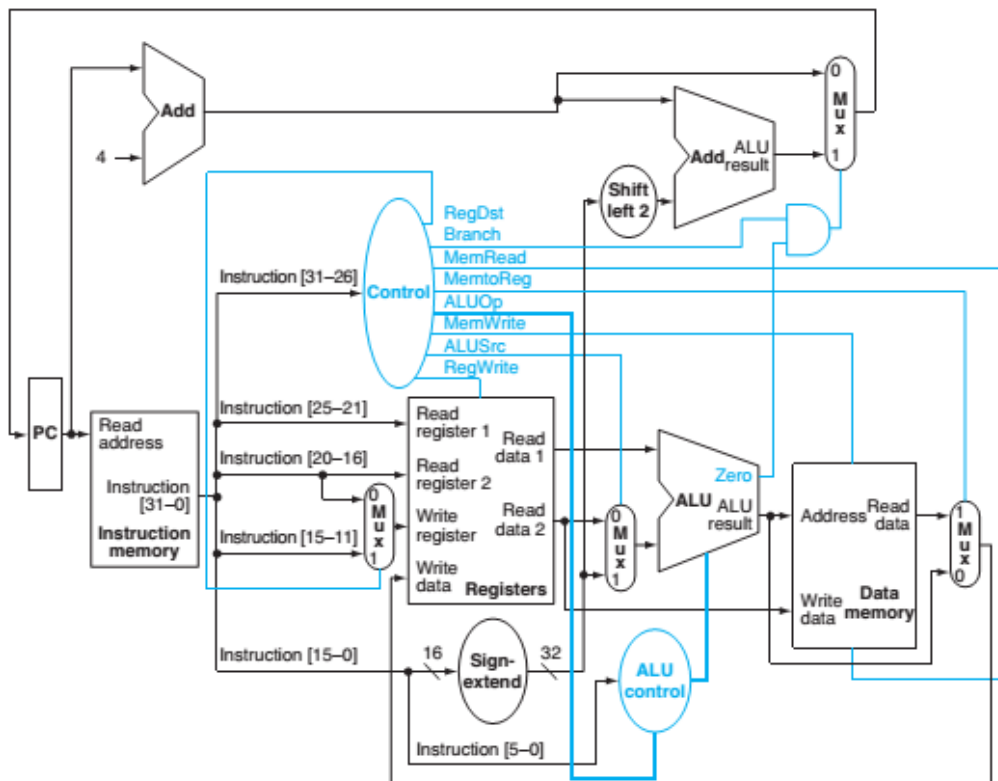 0
M
u
x
1
Add
4
Add ALU
result
Shift
left 2
RegDst
Branch
MemRead
MemtoReg
ALUOp
MemWrite
ALUSrc
RegWrite
Control
Instruction [31–26]
Instruction [25–21]
Instruction [20–16]
Instruction [15–11]
Instruction [15–0]
Instruction [5–0]
PC
Read
address
Instruction
[31–0]
Instruction
memory
0
M
u
x
1
Read
register 1
Read
register 2
Write
register
Write
data
Read
data 1
Read
data 2
Registers
0
M
u
x
1
Zero
ALU ALU
result
Address
Read
data
Write
data
Data
memory
1
M
u
x
0
16
Sign-
extend
32
ALU
control